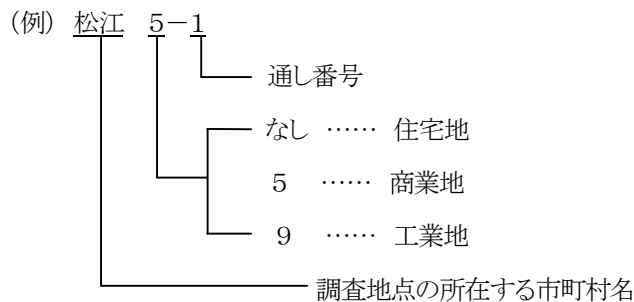 (例) 松江 5-1
通し番号
なし …… 住宅地
5 …… 商業地
9 …… 工業地
調査地点の所在する市町村名